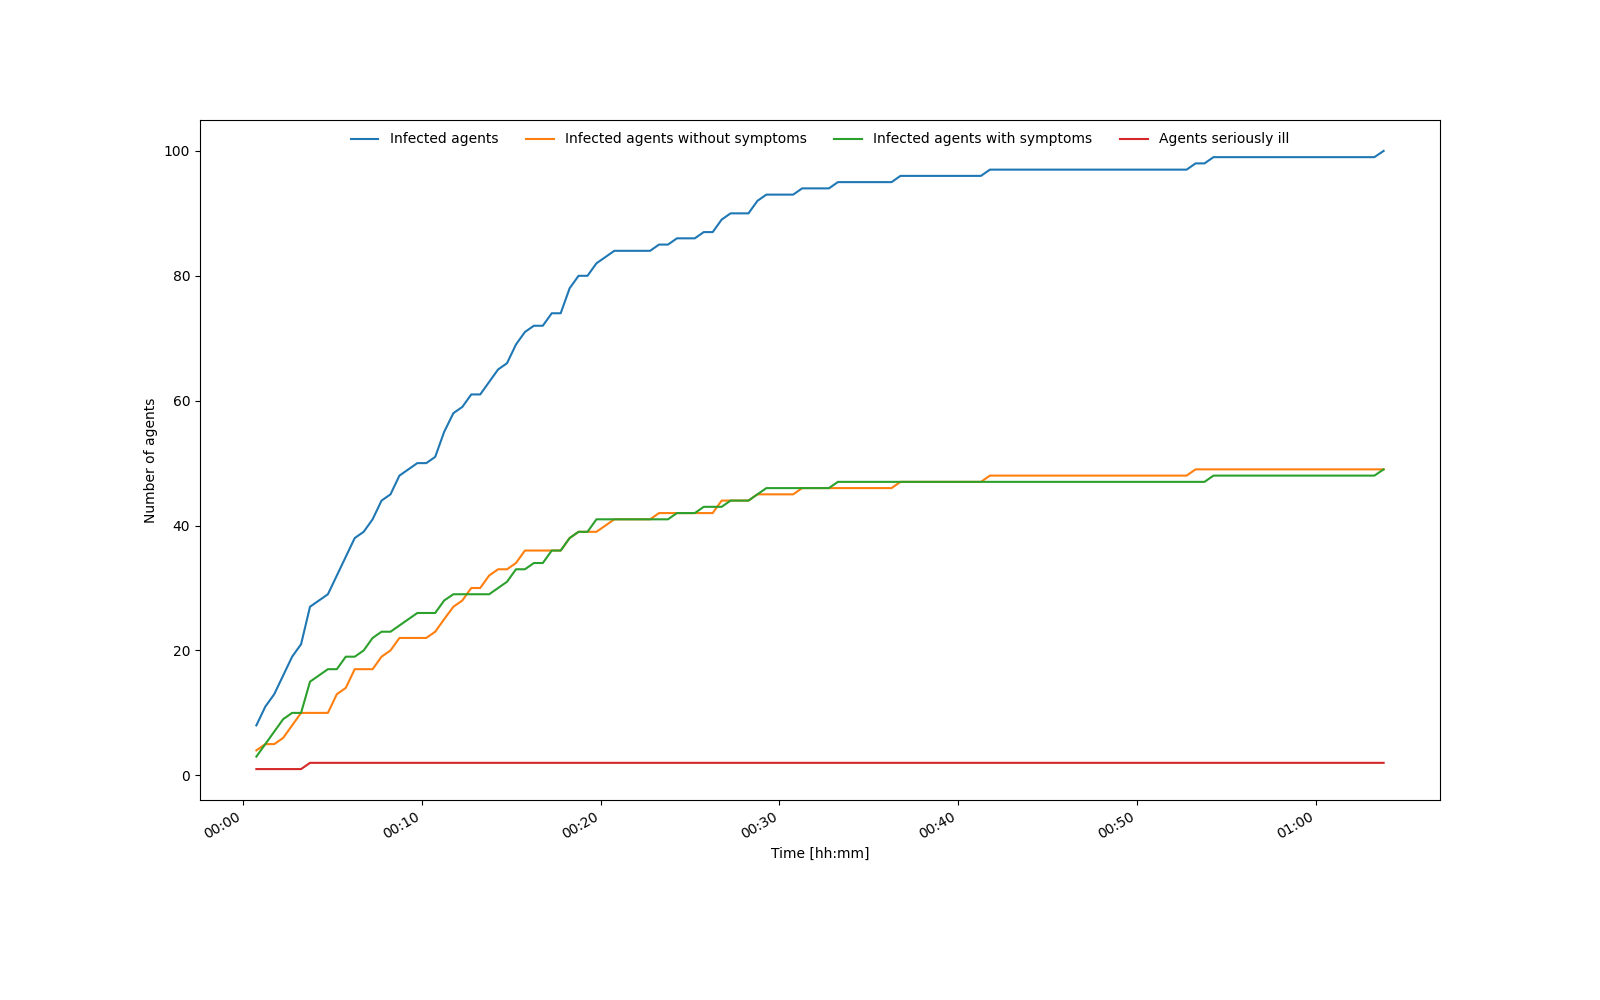 Infected agents Infected agents without symptoms Infected agents with symptoms Agents seriously ill
100
80
60
40
20
0
Number of agents
00:00 00:10 00:20 00:30 00:40 00:50 01:00
Time [hh:mm]